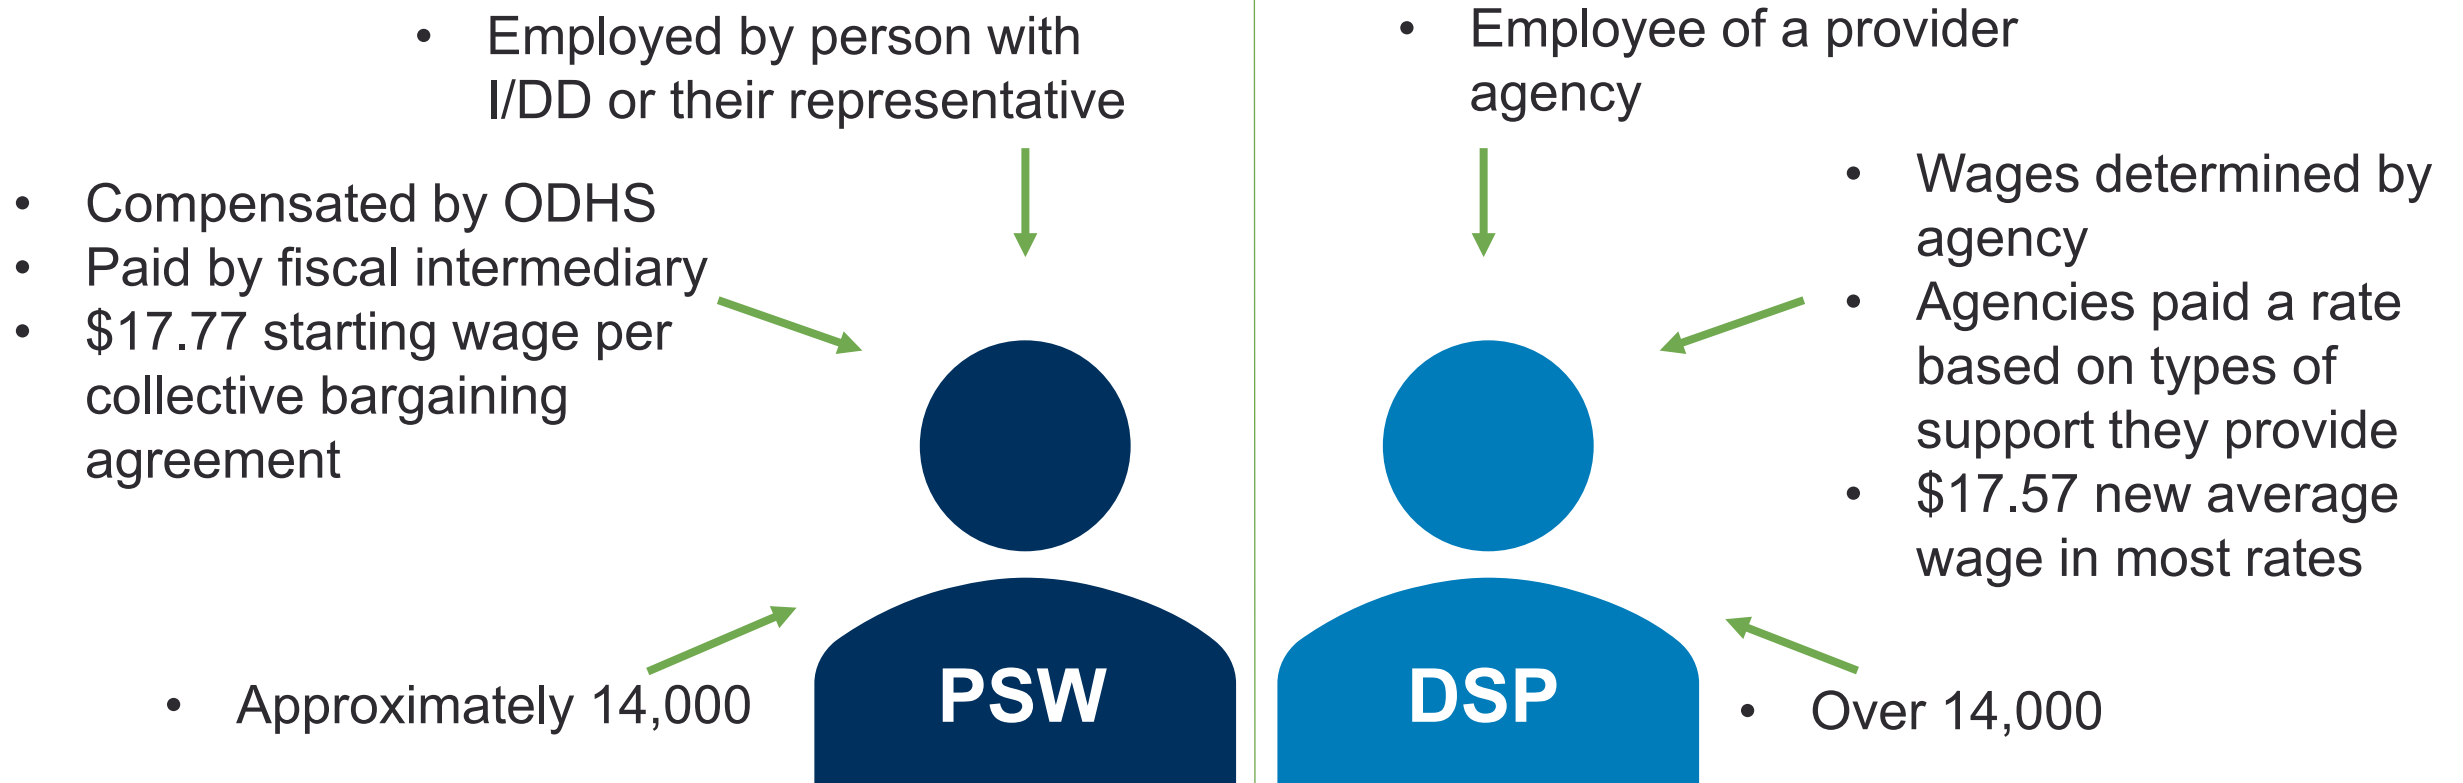 • Employed by person with
I/DD or their representative
• Compensated by ODHS
• Paid by fiscal intermediary
• $17.77 starting wage per
collective bargaining
agreement
• Approximately 14,000
PSW
• Employee of a provider
agency
• Wages determined by
agency
• Agencies paid a rate
based on types of
support they provide
• $17.57 new average
wage in most rates
DSP
• Over 14,000